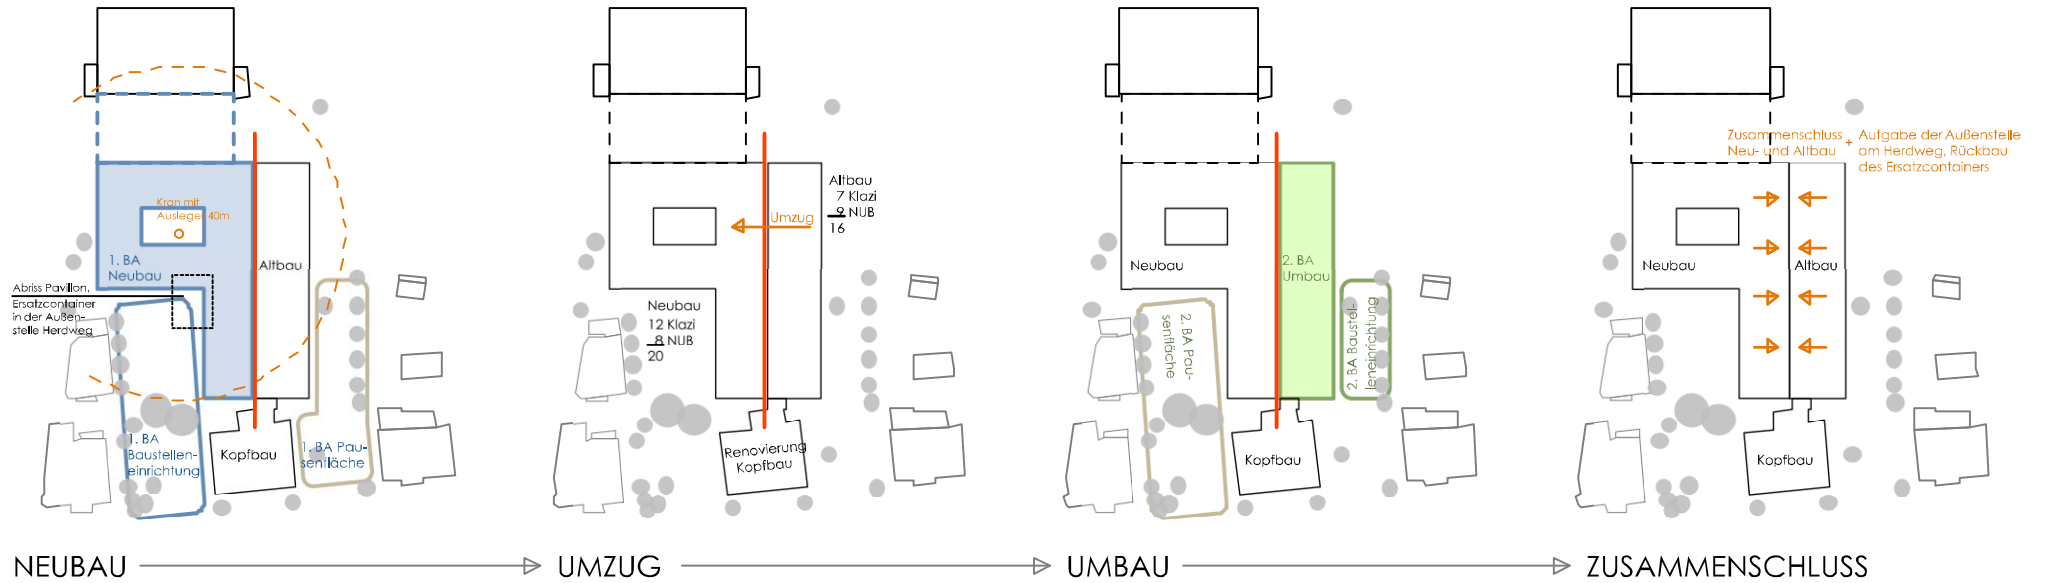 Kran mit
Ausleger 40m
1. BA
Neubau
Altbau
Abriss Pavillon,
Ersatzcontainer
in der Außen-
stelle Herdweg
1. BA
Baustellen-
einrichtung
Kopfbau
1. BA Pau-
senfläche
NEUBAU
Altbau
7 Klazi
9 NUB
16
Umzug
Neubau
12 Klazi
8 NUB
20
Renovierung
Kopfbau
UMZUG
Neubau
2. BA
Umbau
2. BA Pau-
senfläche
2. BA Baustel-
leneinrichtung
Kopfbau
UMBAU
Zusammenschluss
Neu- und Altbau
+
Aufgabe der Außenstelle
am Herdweg, Rückbau
des Ersatzcontainers
Neubau
Altbau
Kopfbau
ZUSAMMENSCHLUSS